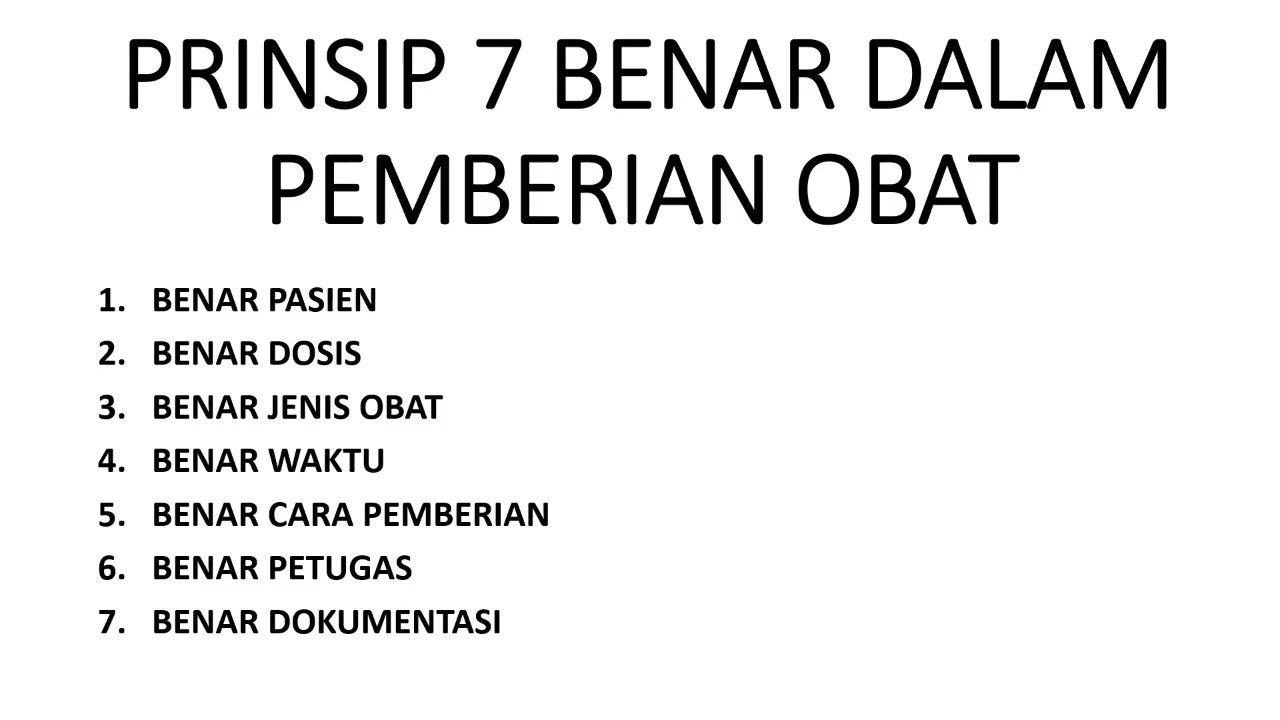 PRINSIP 7 BENAR DALAM
PEMBERIAN OBAT
1. BENAR PASIEN
2. BENAR DOSIS
3. BENAR JENIS OBAT
4. BENAR WAKTU
5. BENAR CARA PEMBERIAN
6. BENAR PETUGAS
7. BENAR DOKUMENTASI